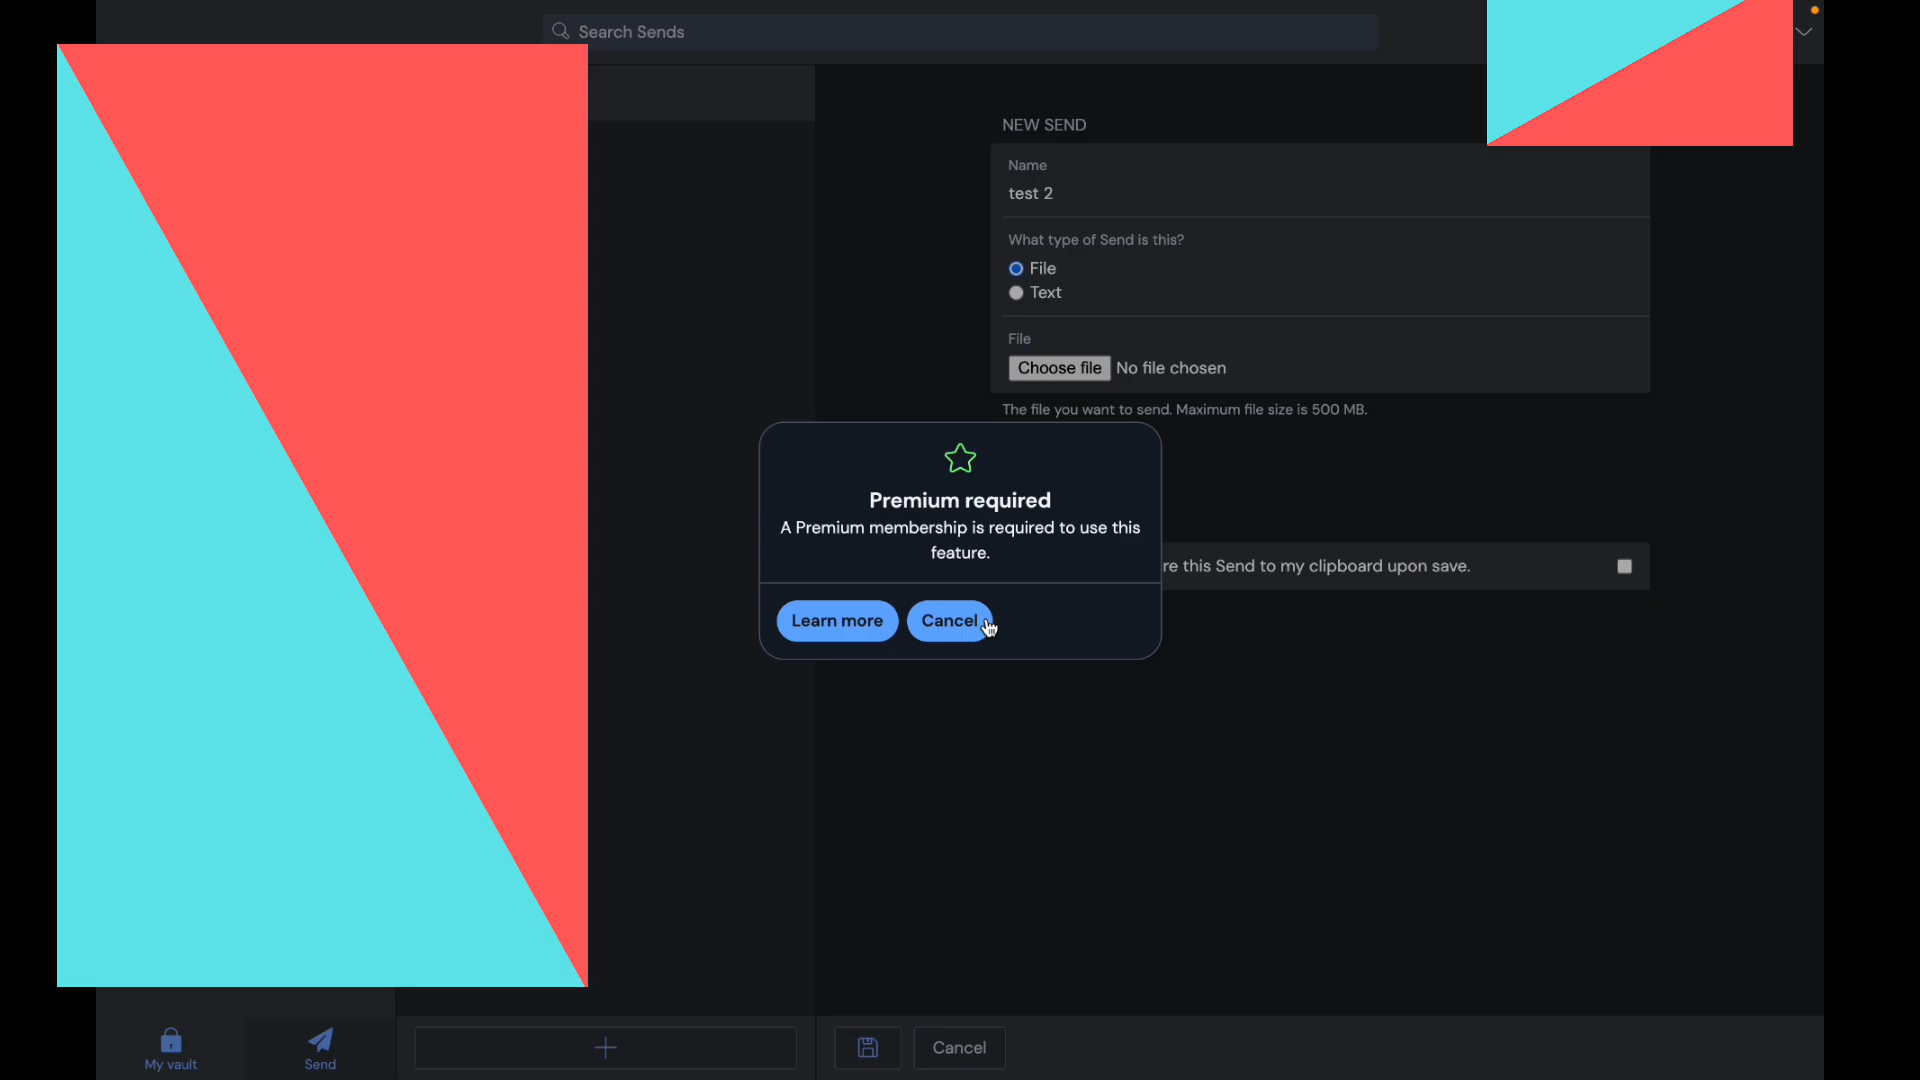 Search Sends
NEW SEND
Name
test 2
What type of Send is this?
File
Text
File
Choose file No file chosen
The file you want to send. Maximum file size is 500 MB.
Premium required
A Premium membership is required to use this
feature.
re this Send to my clipboard upon save.
Learn more Cancel
My vault
Send
Cancel